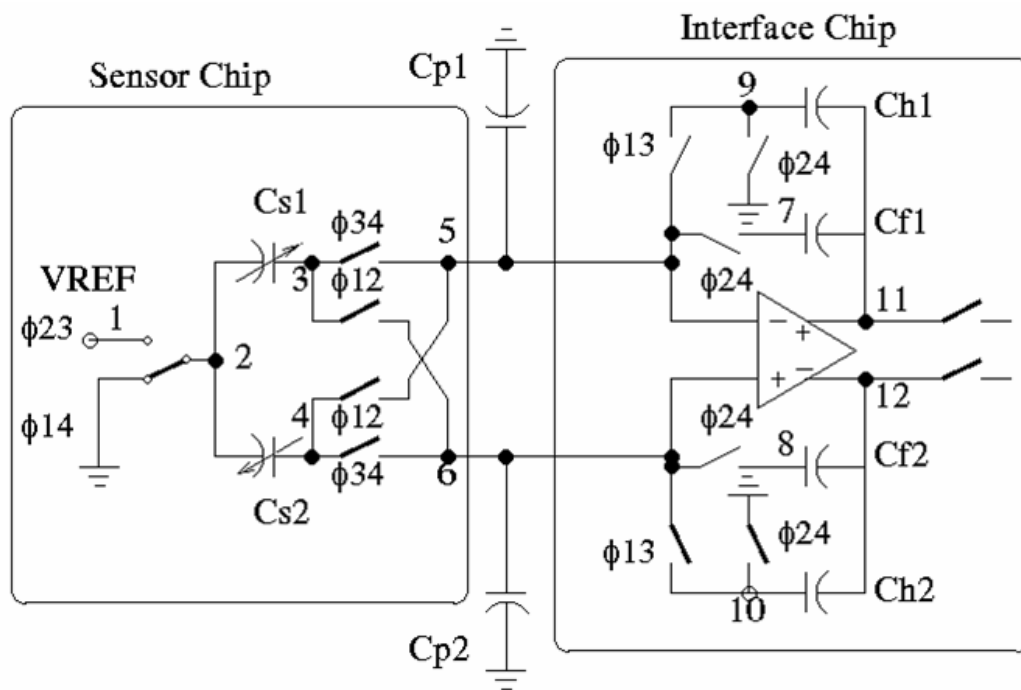 Interface Chip
Sensor Chip
Cp1
9
Ch1
ϕ13
ϕ24
7
Cf1
Cs1
ϕ34
5
3
ϕ12
ϕ24
VREF
ϕ23
1
2
11
ϕ14
4
ϕ12
ϕ34
6
Cs2
12
ϕ24
8
Cf2
ϕ13
ϕ24
10
Ch2
Cp2